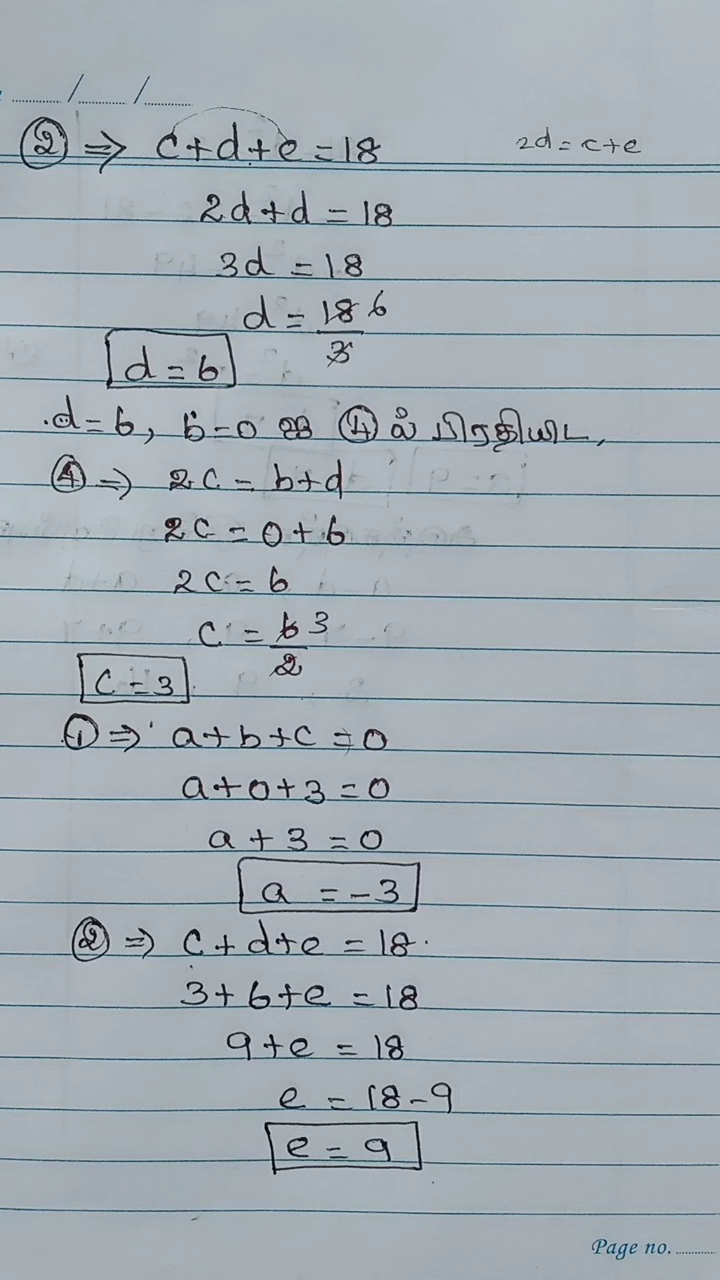 ② ⇒ c+d+e=18 2d=c+e
2d+d=18
3d=18
d=18/3 6
d=6
d=6, b=0 ஐ ④ ல் பிரதியிட,
④ ⇒ 2c=b+d
2c=0+6
2c=6
c=6/2 3
c=3
① ⇒ a+b+c=0
a+0+3=0
a+3=0
a=-3
② ⇒ c+d+e=18.
3+6+e=18
9+e=18
e=18-9
e=9
Page no.